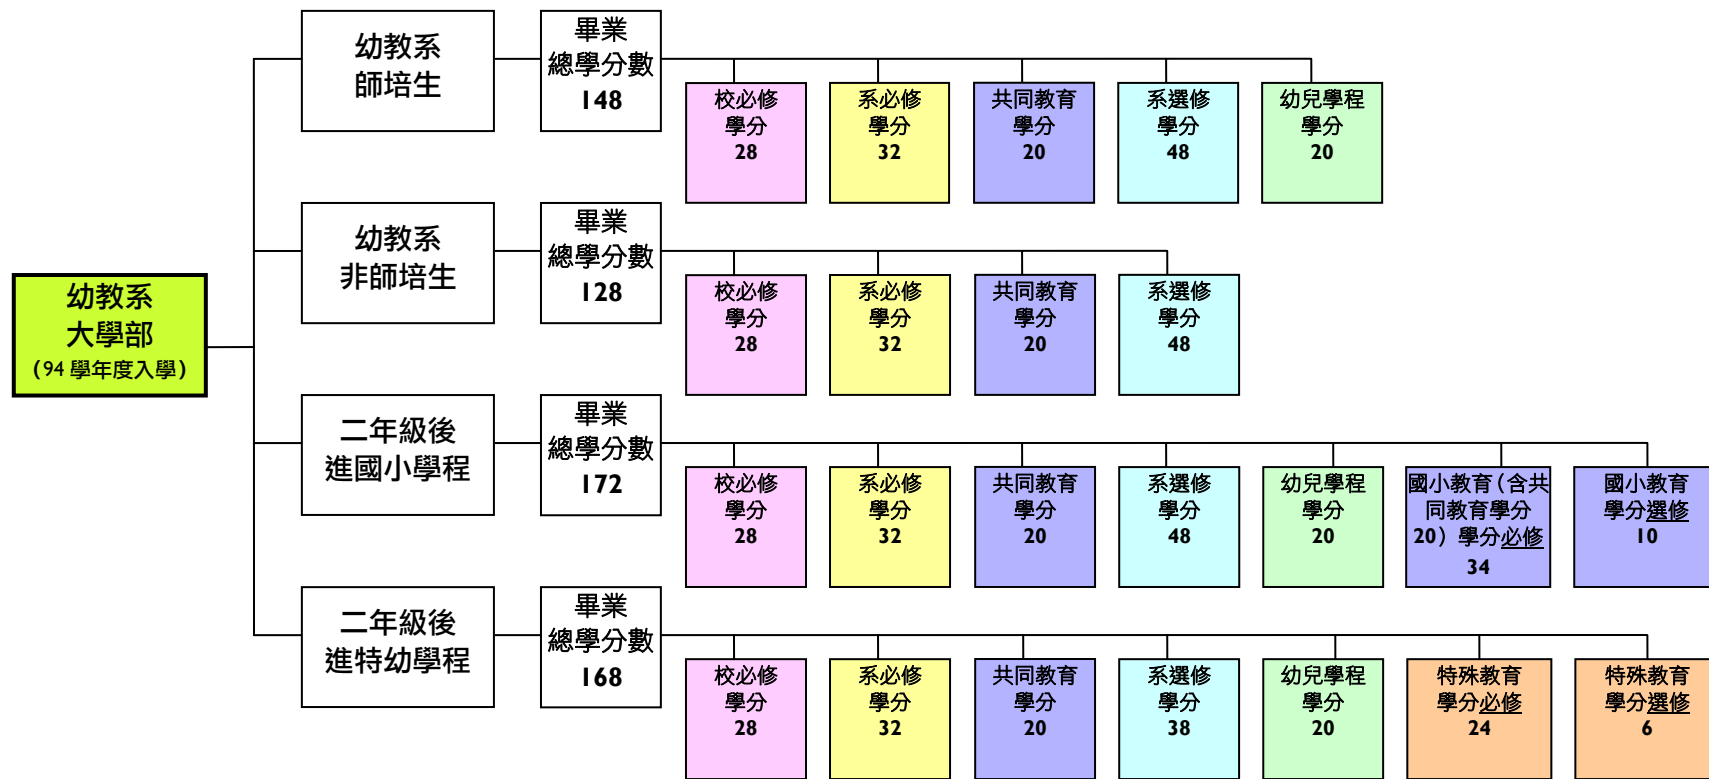 幼教系
大學部
(94 學年度入學)
幼教系
師培生
畢業
總學分數
148
校必修
學分
28
系必修
學分
32
共同教育
學分
20
系選修
學分
48
幼兒學程
學分
20
幼教系
非師培生
畢業
總學分數
128
校必修
學分
28
系必修
學分
32
共同教育
學分
20
系選修
學分
48
二年級後
進國小學程
畢業
總學分數
172
校必修
學分
28
系必修
學分
32
共同教育
學分
20
系選修
學分
48
幼兒學程
學分
20
國小教育(含共
同教育學分
20) 學分必修
34
國小教育
學分選修
10
二年級後
進特幼學程
畢業
總學分數
168
校必修
學分
28
系必修
學分
32
共同教育
學分
20
系選修
學分
38
幼兒學程
學分
20
特殊教育
學分必修
24
特殊教育
學分選修
6